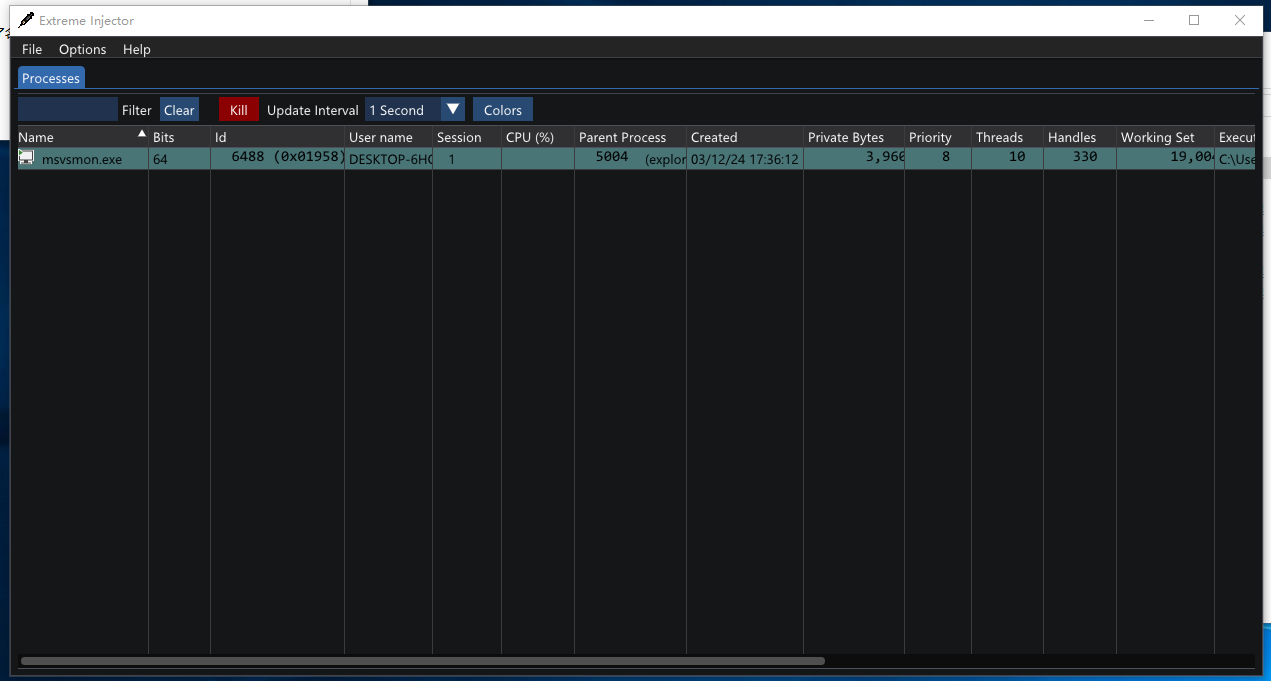 Extreme Injector
File Options Help
Processes
Filter Clear Kill Update Interval 1 Second Colors
Name Bits Id User name Session CPU (%) Parent Process Created Private Bytes Priority Threads Handles Working Set Execut
msvsmon.exe 64 6488 (0x01958) DESKTOP-6H 1 5004 (explor 03/12/24 17:36:12 3,960 8 10 330 19,004 C:\Use